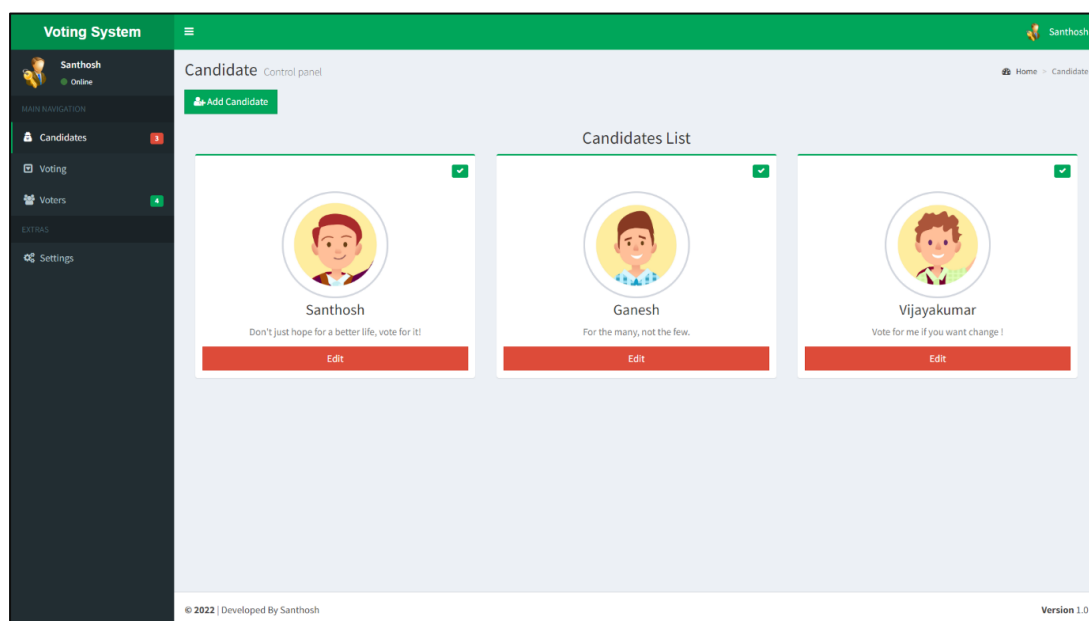 Voting System
Santhosh
Santhosh
Online
MAIN NAVIGATION
Candidates 3
Voting
Voters 4
EXTRAS
Settings
Candidate Control panel
Home > Candidate
Add Candidate
Candidates List
Santhosh
Don't just hope for a better life, vote for it!
Edit
Ganesh
For the many, not the few.
Edit
Vijayakumar
Vote for me if you want change !
Edit
© 2022 | Developed By Santhosh
Version 1.0